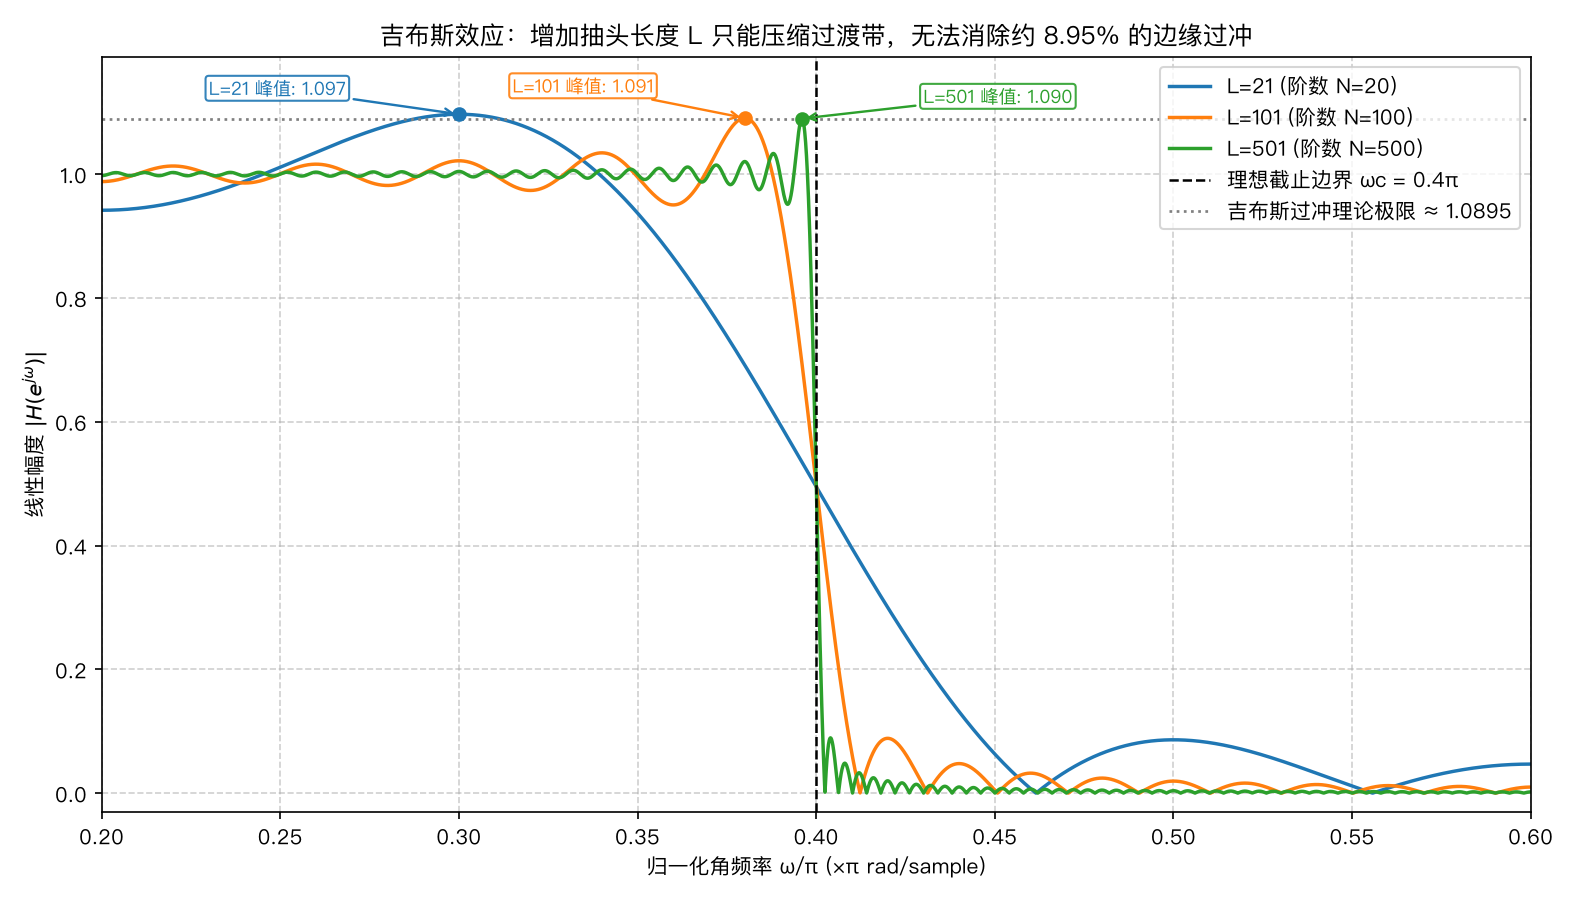 吉布斯效应：增加抽头长度 L 只能压缩过渡带，无法消除约 8.95% 的边缘过冲
L=21 峰值: 1.097
L=101 峰值: 1.091
L=501 峰值: 1.090
L=21 (阶数 N=20)
L=101 (阶数 N=100)
L=501 (阶数 N=500)
理想截止边界 ωc = 0.4π
吉布斯过冲理论极限 ≈ 1.0895
线性幅度 |H(e^{jω})|
1.0
0.8
0.6
0.4
0.2
0.0
0.20 0.25 0.30 0.35 0.40 0.45 0.50 0.55 0.60
归一化角频率 ω/π (×π rad/sample)